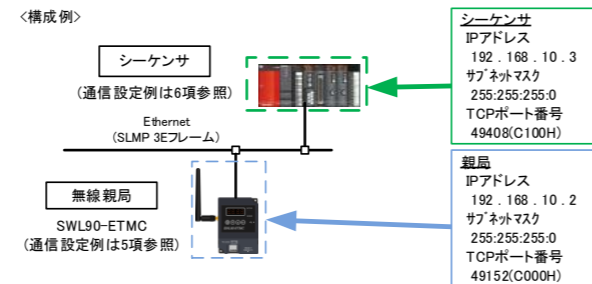 <構成例>
シーケンサ
(通信設定例は6項参照)
Ethernet
(SLMP 3Eフレーム)
無線親局
SWL90-ETMC
(通信設定例は5項参照)
シーケンサ
IPアドレス
192.168.10.3
サブネットマスク
255:255:255:0
TCPポート番号
49408(C100H)
親局
IPアドレス
192.168.10.2
サブネットマスク
255:255:255:0
TCPポート番号
49152(C000H)